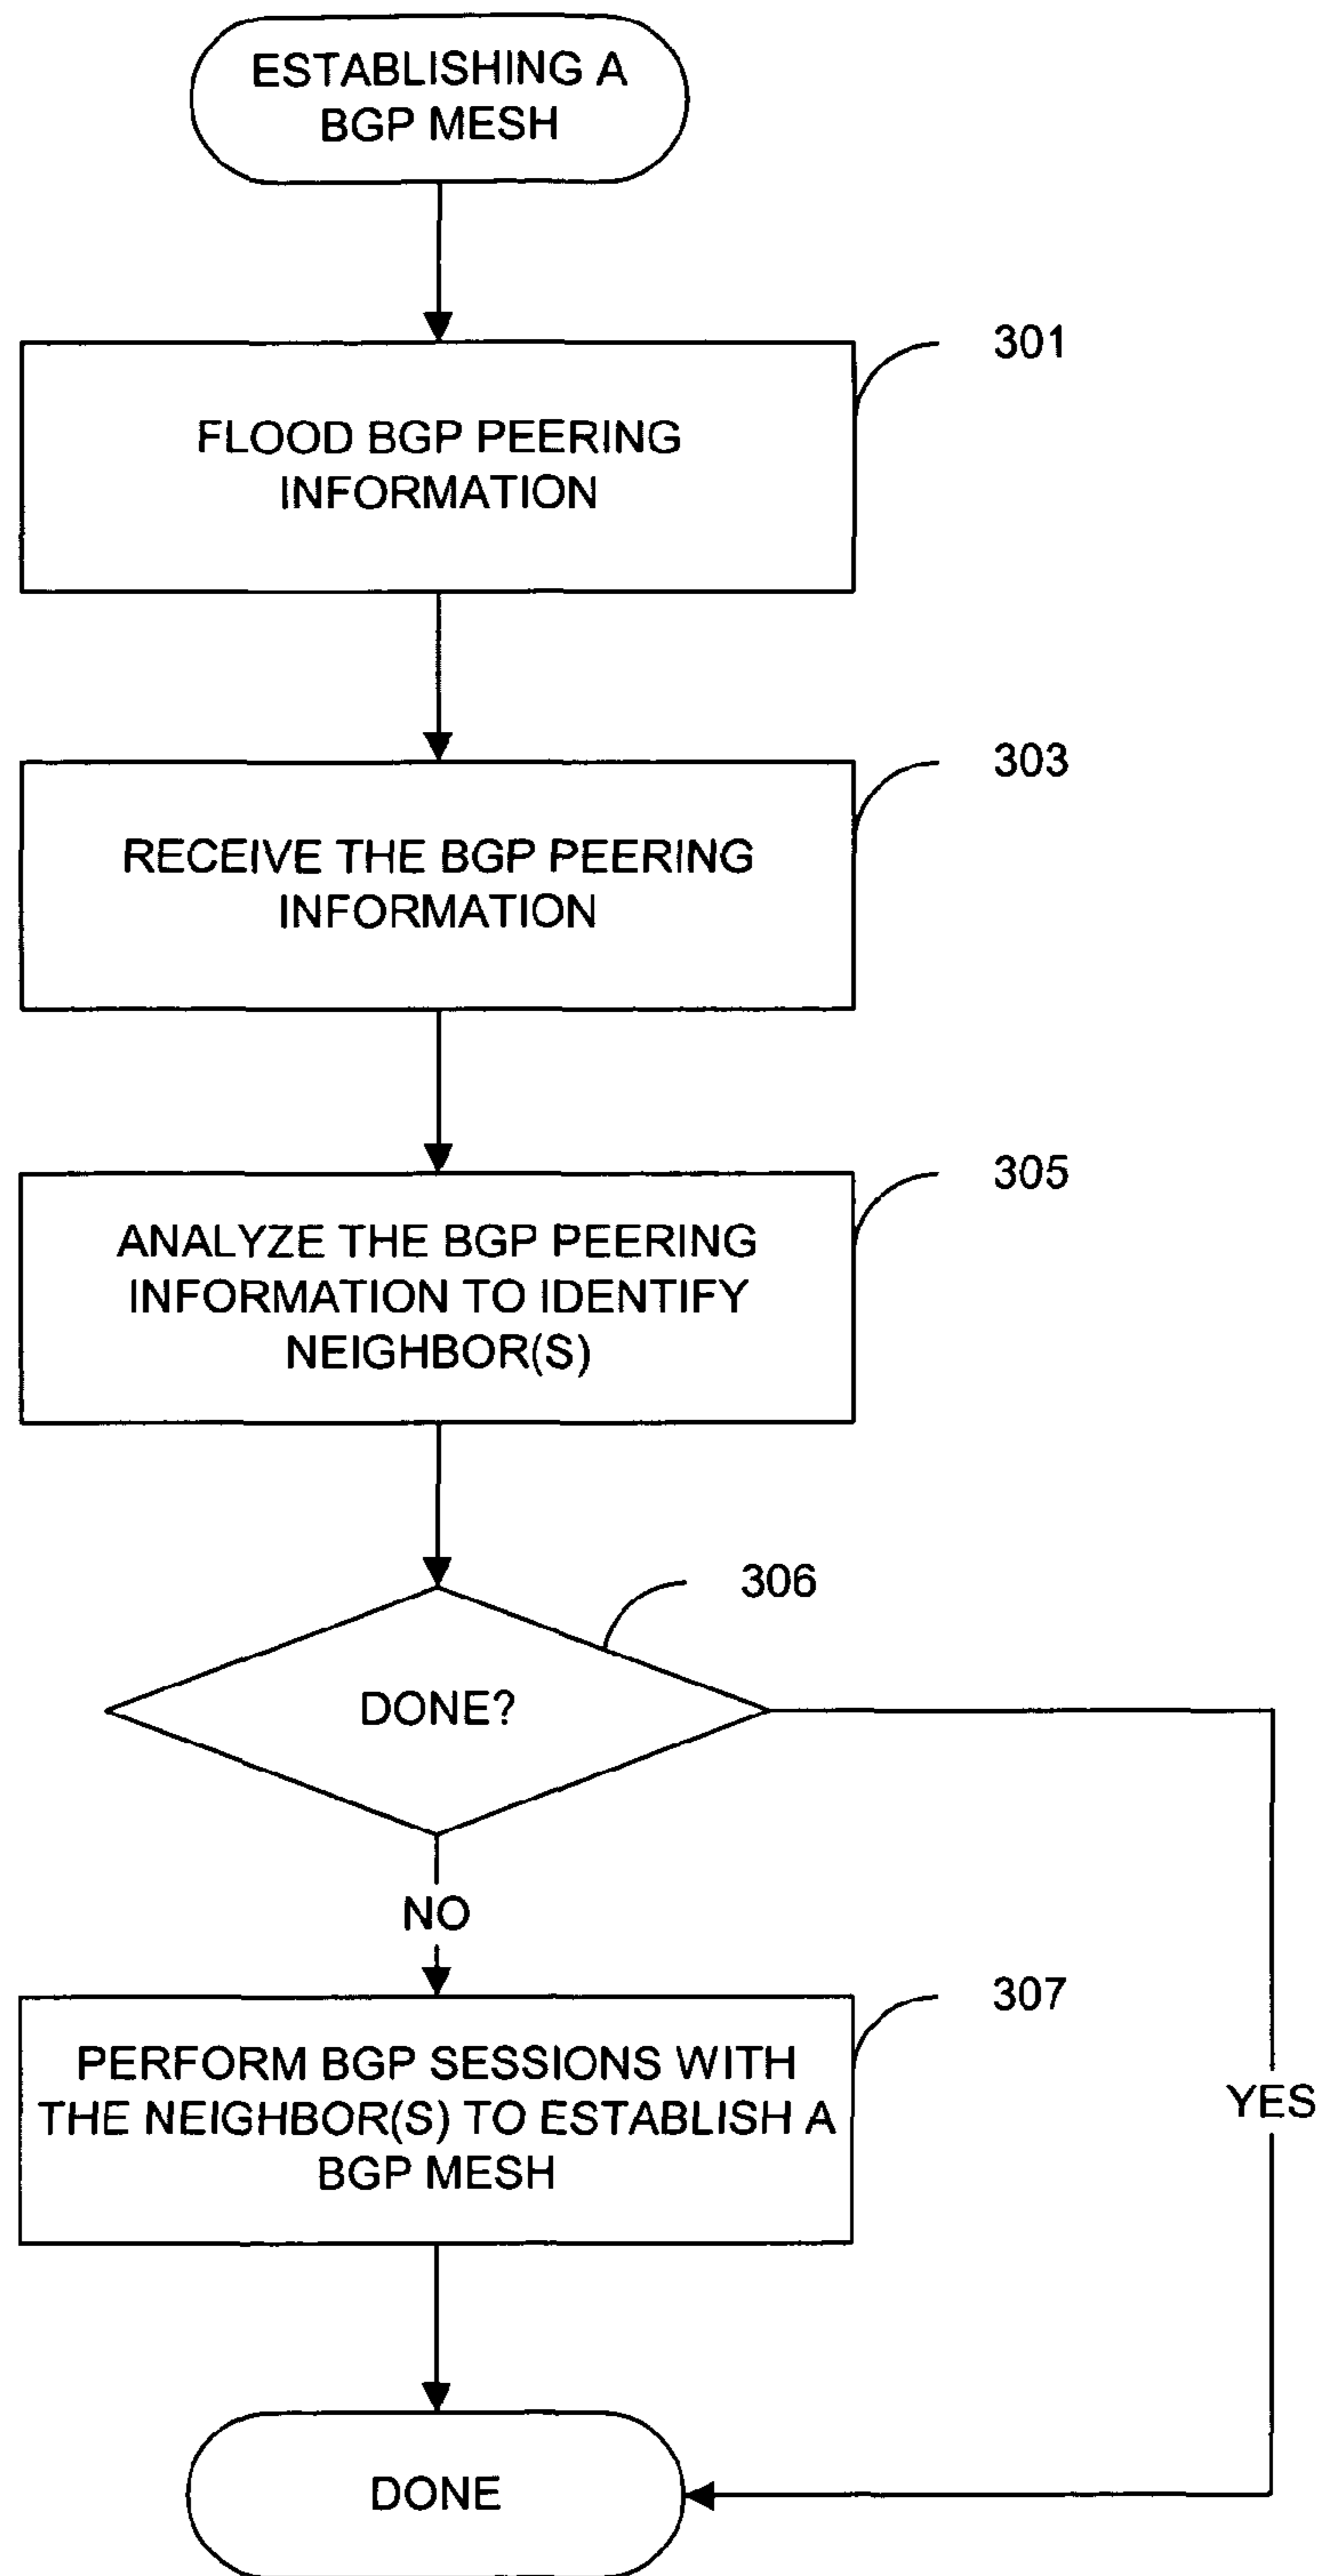 ESTABLISHING A
BGP MESH
301
FLOOD BGP PEERING
INFORMATION
303
RECEIVE THE BGP PEERING
INFORMATION
305
ANALYZE THE BGP PEERING
INFORMATION TO IDENTIFY
NEIGHBOR(S)
306
DONE?
NO
307
PERFORM BGP SESSIONS WITH
THE NEIGHBOR(S) TO ESTABLISH A
BGP MESH
YES
DONE